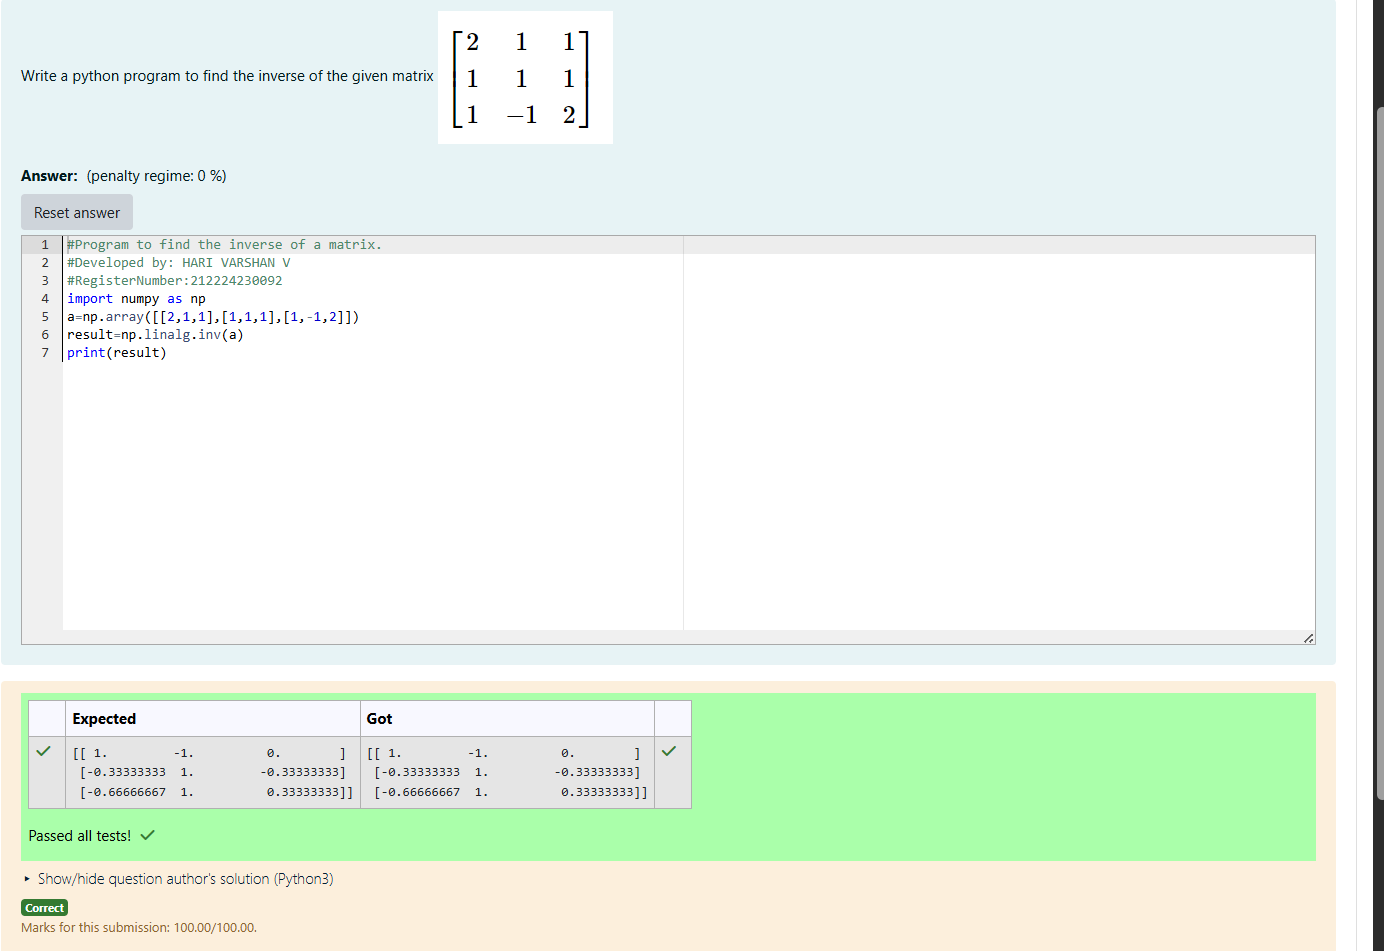 Write a python program to find the inverse of the given matrix
2 1 1
1 1 1
1 −1 2
Answer: (penalty regime: 0 %)
Reset answer
1 #Program to find the inverse of a matrix.
2 #Developed by: HARI VARSHAN V
3 #RegisterNumber:212224230092
4 import numpy as np
5 a=np.array([[2,1,1],[1,1,1],[1,-1,2]])
6 result=np.linalg.inv(a)
7 print(result)
Expected Got
[[ 1. -1. 0. ] [[ 1. -1. 0. ]
[-0.33333333 1. -0.33333333] [-0.33333333 1. -0.33333333]
[-0.66666667 1. 0.33333333]] [-0.66666667 1. 0.33333333]]
Passed all tests!
Show/hide question author's solution (Python3)
Correct
Marks for this submission: 100.00/100.00.